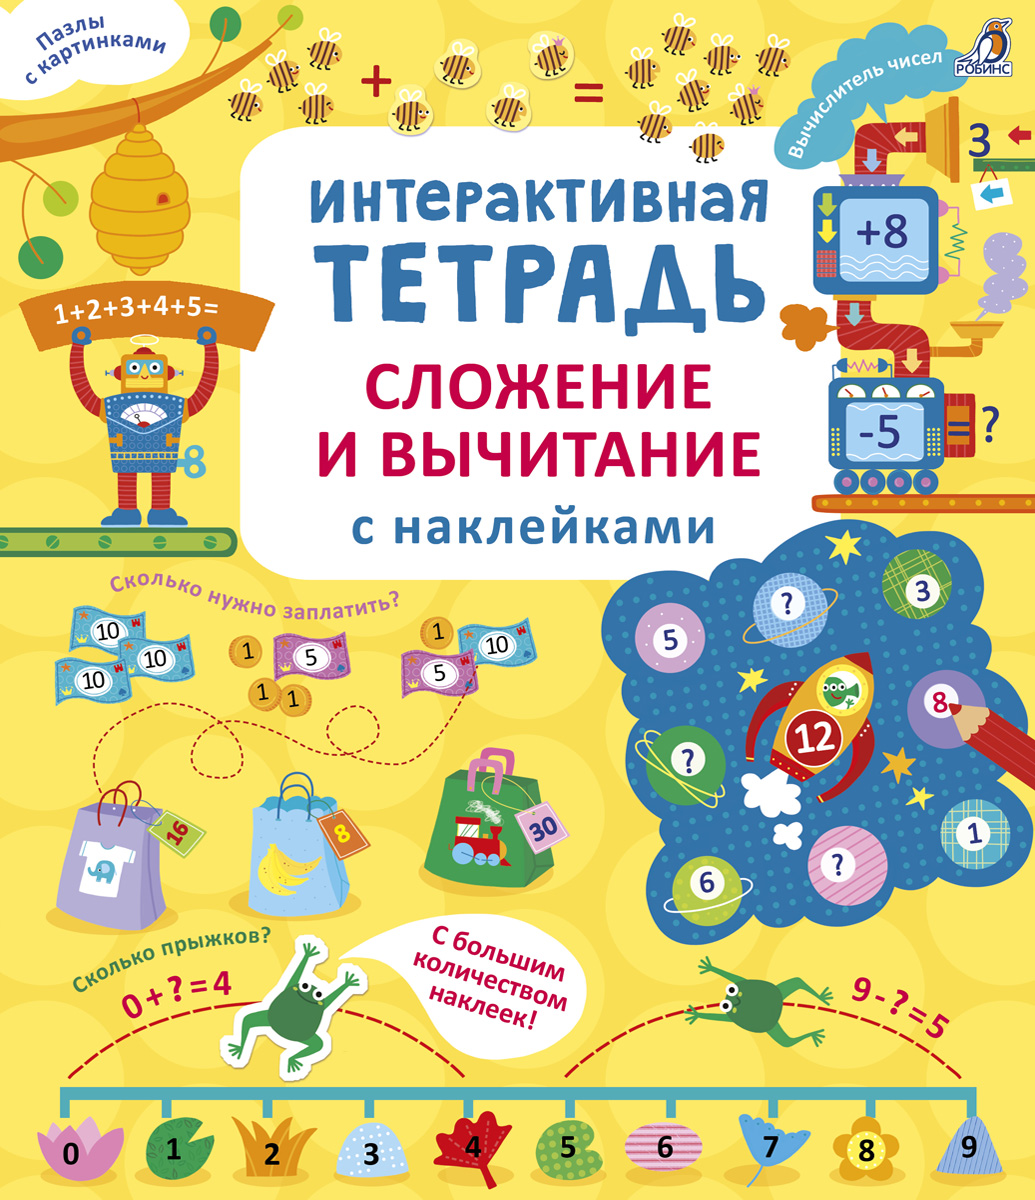 Пазлы
с картинками
+
=
Вычислитель чисел
РОБИНС
3
+8
-5
= ?
1+2+3+4+5=
ИНТЕРАКТИВНАЯ
ТЕТРАДЬ
СЛОЖЕНИЕ
И ВЫЧИТАНИЕ
с наклейками
Сколько нужно заплатить?
10
10
10
1
5
1
1
1
10
5
16
8
30
5
?
3
8
12
?
?
1
6
Сколько прыжков?
0+?=4
С большим
количеством
наклеек!
9-?=5
0 1 2 3 4 5 6 7 8 9